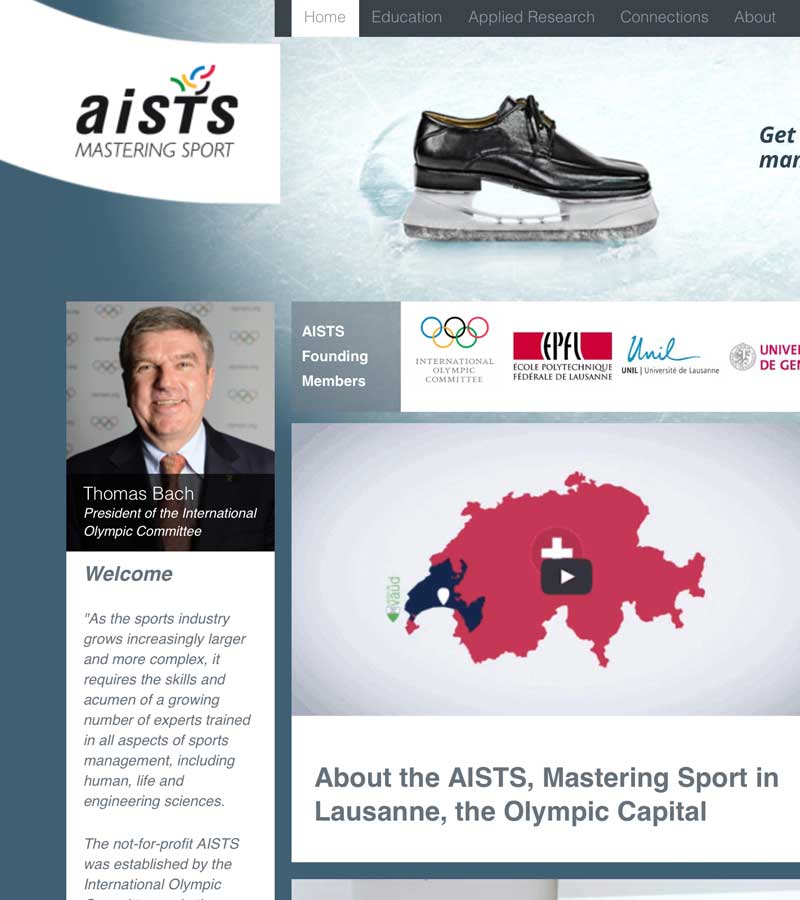 Home Education Applied Research Connections About
aisTs
MASTERING SPORT
Get
Thomas Bach
President of the International
Olympic Committee
Welcome
"As the sports industry
grows increasingly larger
and more complex, it
requires the skills and
acumen of a growing
number of experts trained
in all aspects of sports
management, including
human, life and
engineering sciences.
The not-for-profit AISTS
was established by the
International Olympic
AISTS
Founding
Members
INTERNATIONAL
OLYMPIC
COMMITTEE
EPFL
ÉCOLE POLYTECHNIQUE
FÉDÉRALE DE LAUSANNE
Unil
UNIL | Université de Lausanne
UNIVER
DE GEN
vaud
About the AISTS, Mastering Sport in
Lausanne, the Olympic Capital